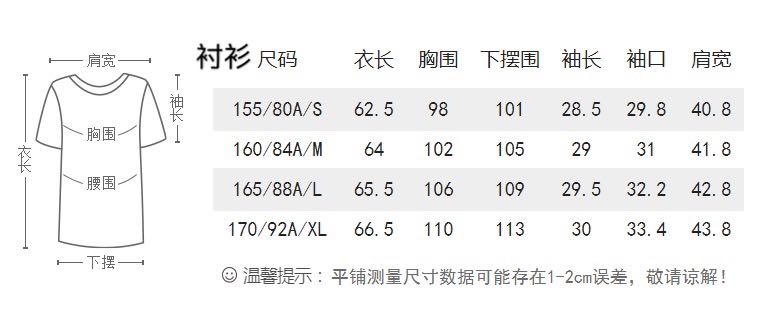 肩宽
袖长
胸围
衣长
腰围
下摆
衬衫 尺码 衣长 胸围 下摆围 袖长 袖口 肩宽
155/80A/S 62.5 98 101 28.5 29.8 40.8
160/84A/M 64 102 105 29 31 41.8
165/88A/L 65.5 106 109 29.5 32.2 42.8
170/92A/XL 66.5 110 113 30 33.4 43.8
温馨提示：平铺测量尺寸数据可能存在1-2cm误差，敬请谅解！